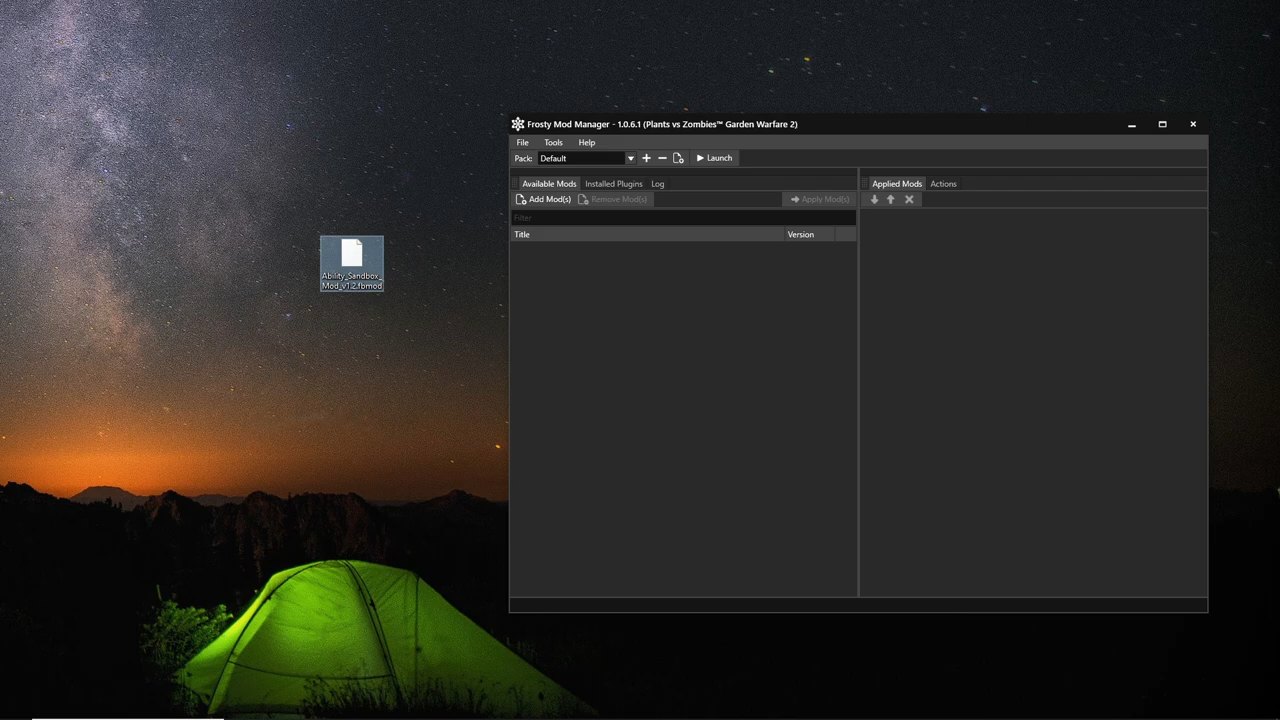 Frosty Mod Manager - 1.0.6.1 (Plants vs Zombies™ Garden Warfare 2)
File Tools Help
Pack: Default Launch
Available Mods Installed Plugins Log
Applied Mods Actions
Add Mod(s) Remove Mod(s) Apply Mod(s)
Filter
Title Version
Ability_Sandbox_
Mod_v1.2.fbmod